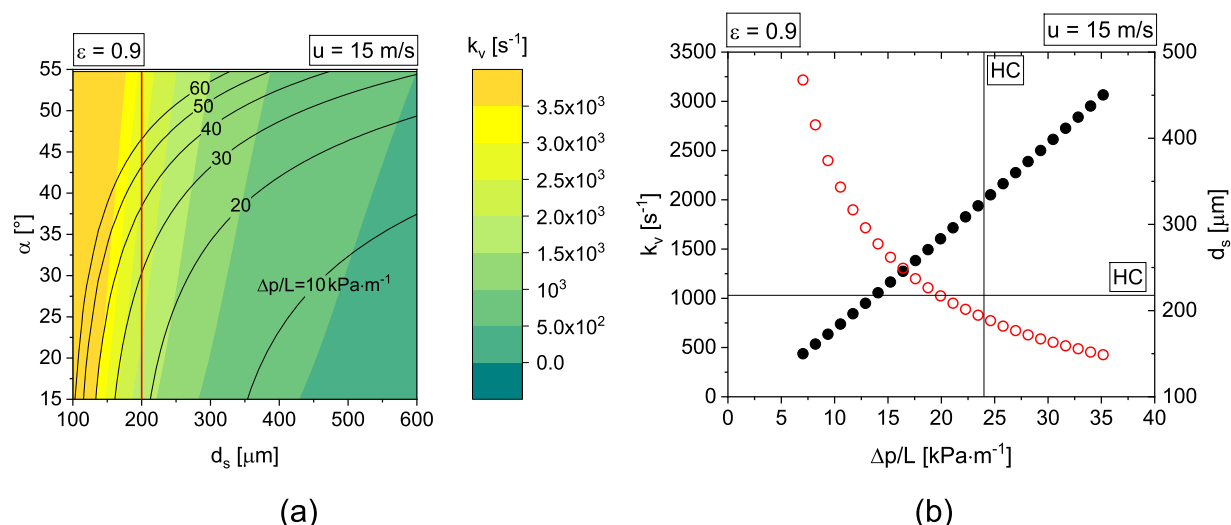 ε = 0.9
u = 15 m/s
k_v [s⁻¹]
55
50
45
40
35
30
25
20
15
α [°]
60
50
40
30
20
Δp/L=10 kPa·m⁻¹
100
200
300
400
500
600
d_s [μm]
3.5x10³
3.0x10³
2.5x10³
2.0x10³
1.5x10³
10³
5.0x10²
0.0
(a)
ε = 0.9
u = 15 m/s
3500
3000
2500
2000
1500
1000
500
0
k_v [s⁻¹]
HC
HC
500
400
300
200
100
d_s [μm]
0
5
10
15
20
25
30
35
40
Δp/L [kPa·m⁻¹]
(b)